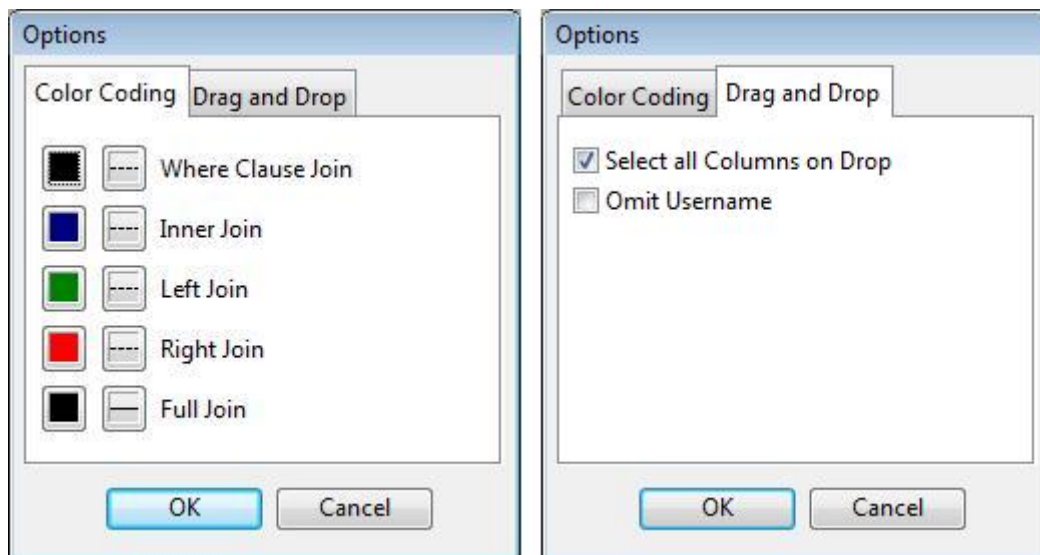 Options
Color Coding Drag and Drop
Where Clause Join
Inner Join
Left Join
Right Join
Full Join
OK Cancel
Options
Color Coding Drag and Drop
Select all Columns on Drop
Omit Username
OK Cancel